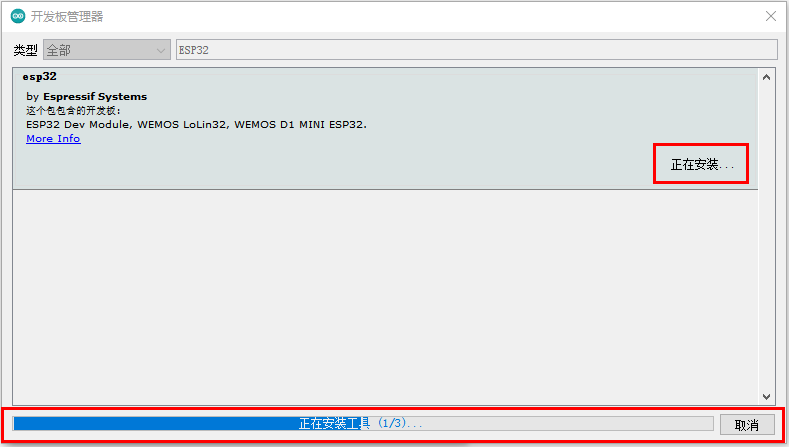 开发板管理器
类型 全部 ESP32
esp32
by Espressif Systems
这个包包含的开发板:
ESP32 Dev Module, WEMOS LoLin32, WEMOS D1 MINI ESP32.
More Info
正在安装...
正在安装工具 (1/3)...
取消